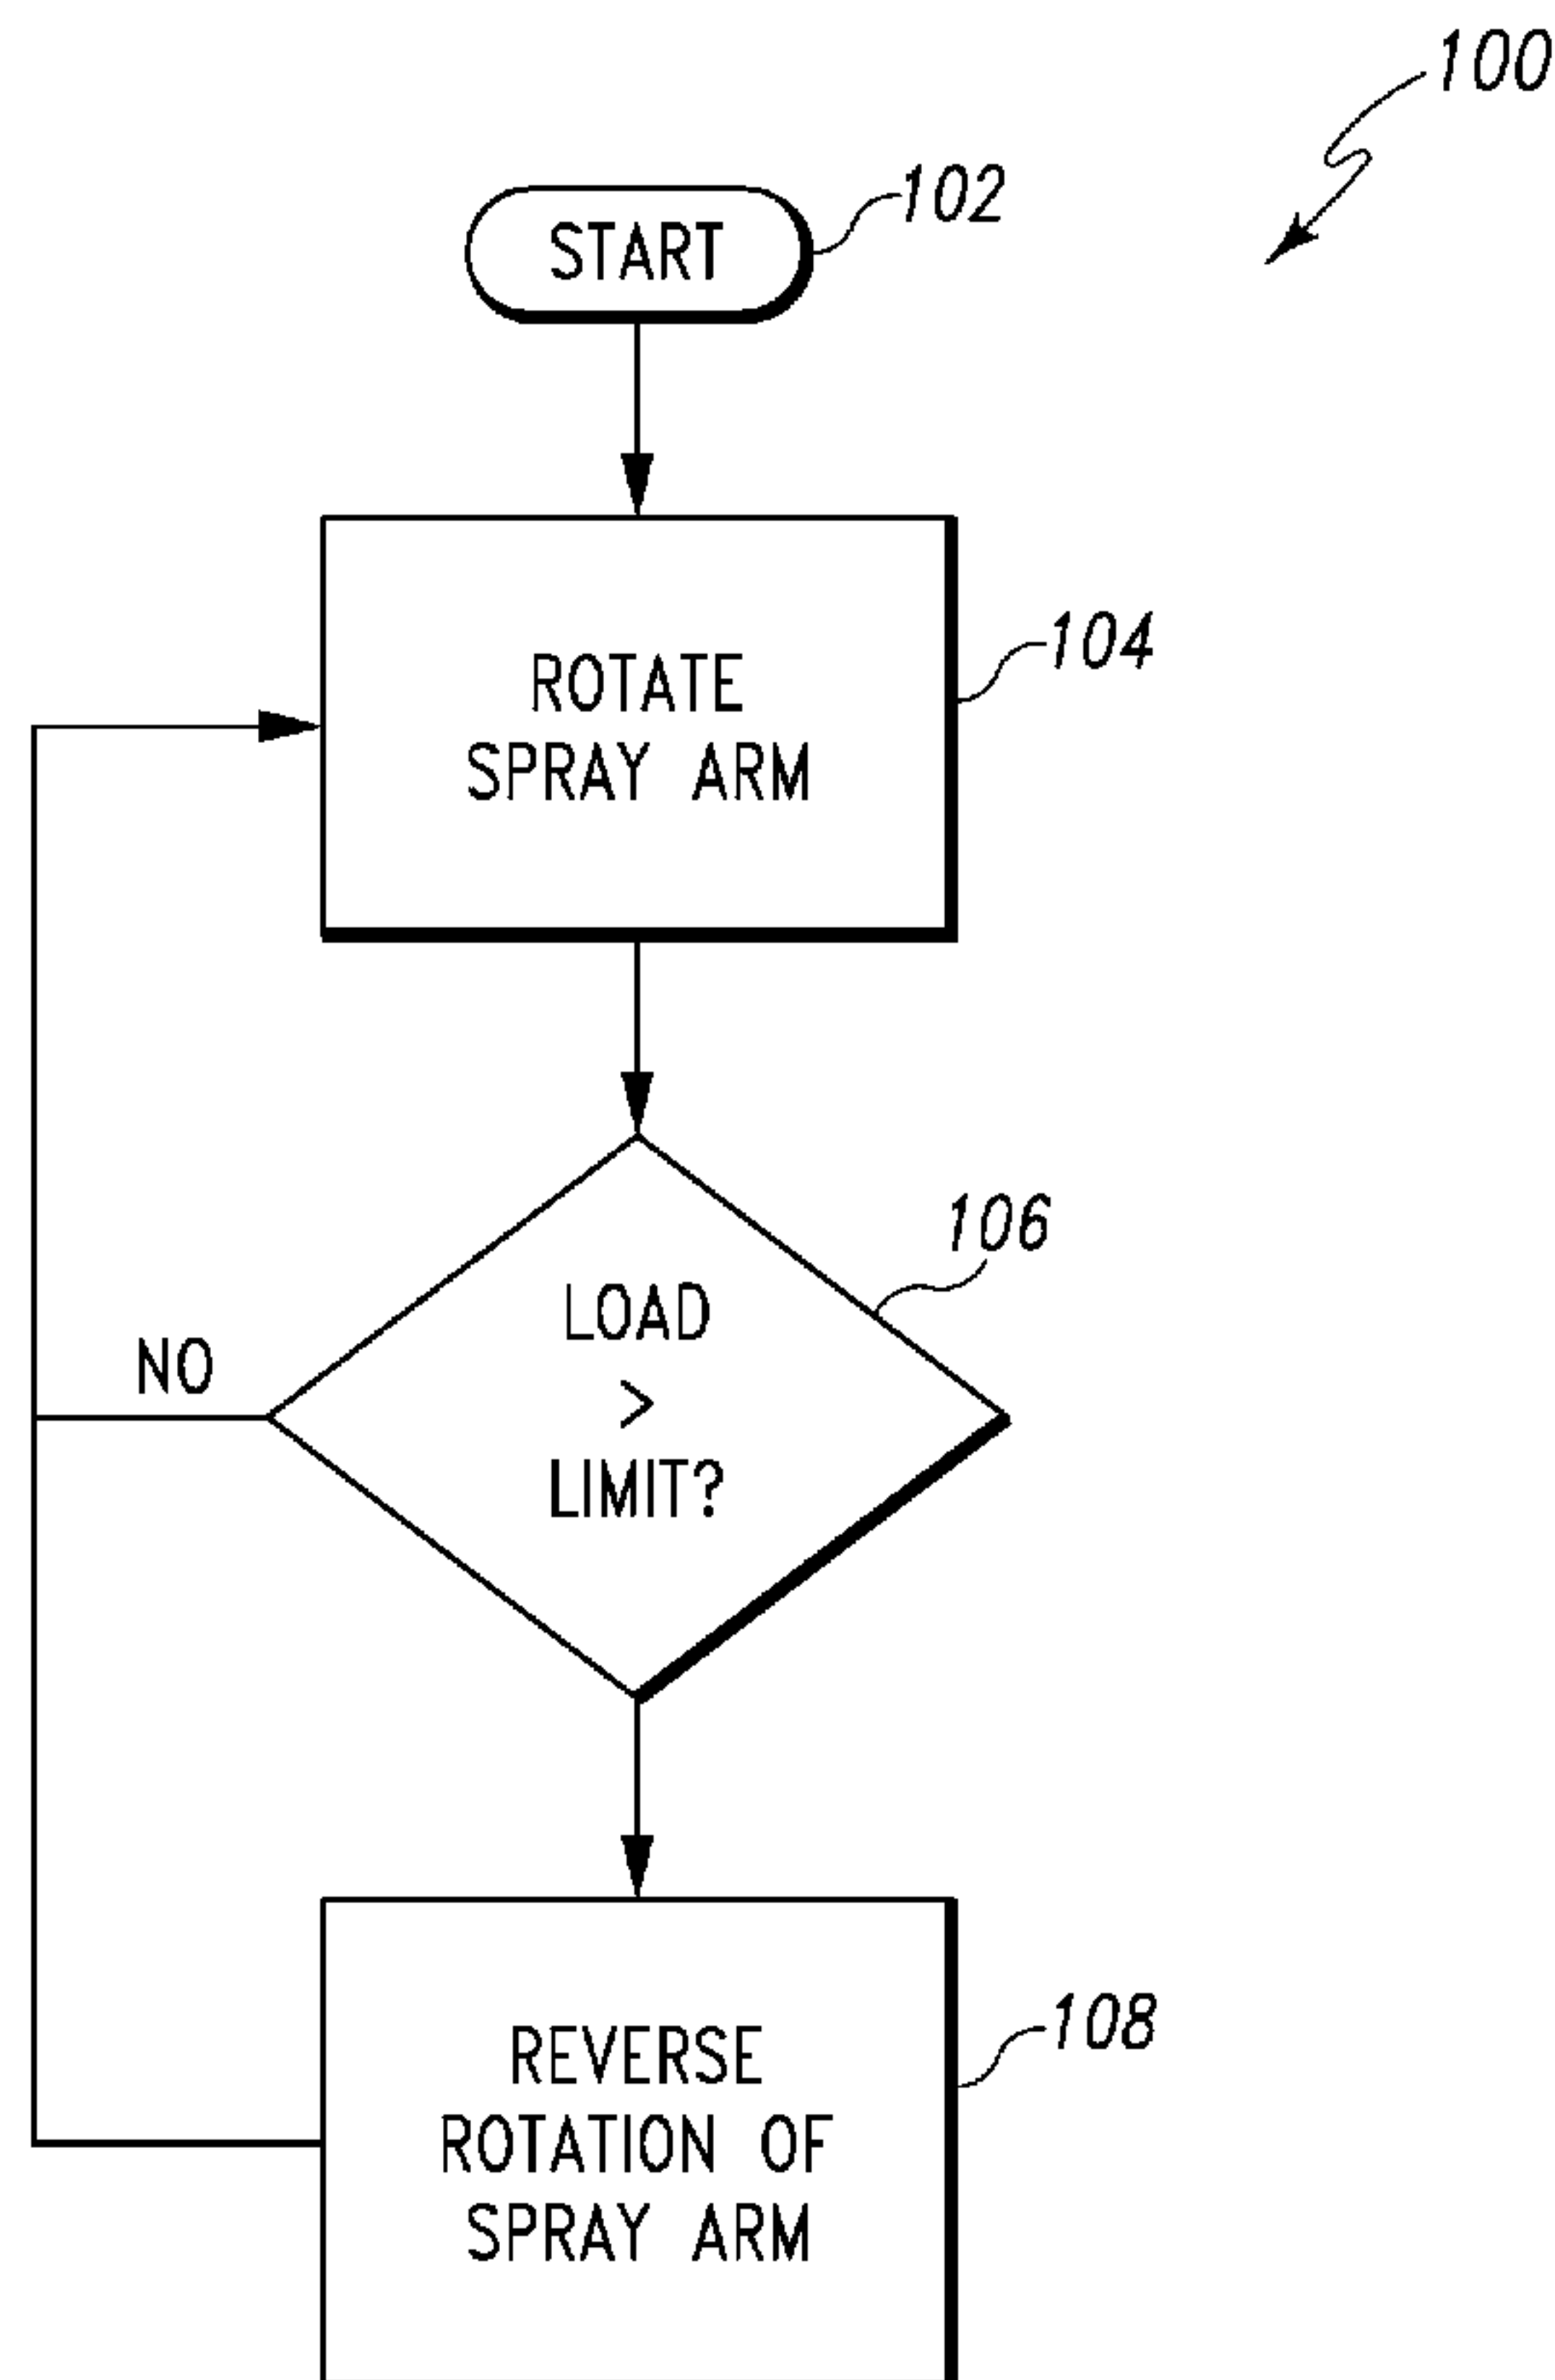 100
102
START
104
ROTATE
SPRAY ARM
106
LOAD
>
LIMIT?
NO
108
REVERSE
ROTATION OF
SPRAY ARM